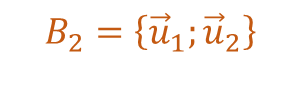 B₂ = {u⃗₁; u⃗₂}